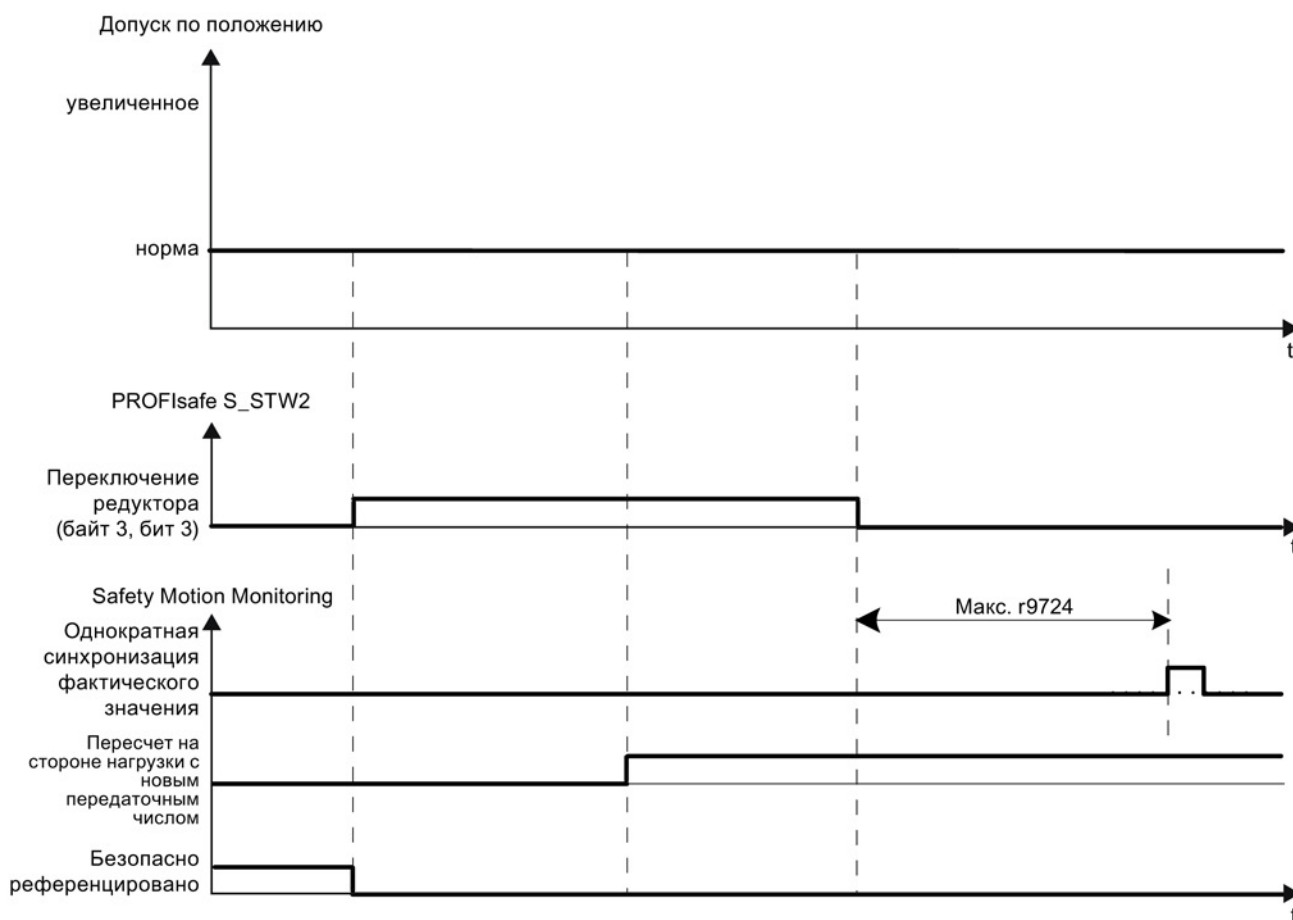 Допуск по положению
увеличенное
норма
t
PROFIsafe S_STW2
Переключение
редуктора
(байт 3, бит 3)
t
Safety Motion Monitoring
Макс. r9724
Однократная
синхронизация
фактического
значения
Пересчет на
стороне нагрузки с
новым
передаточным
числом
Безопасно
референцировано
t